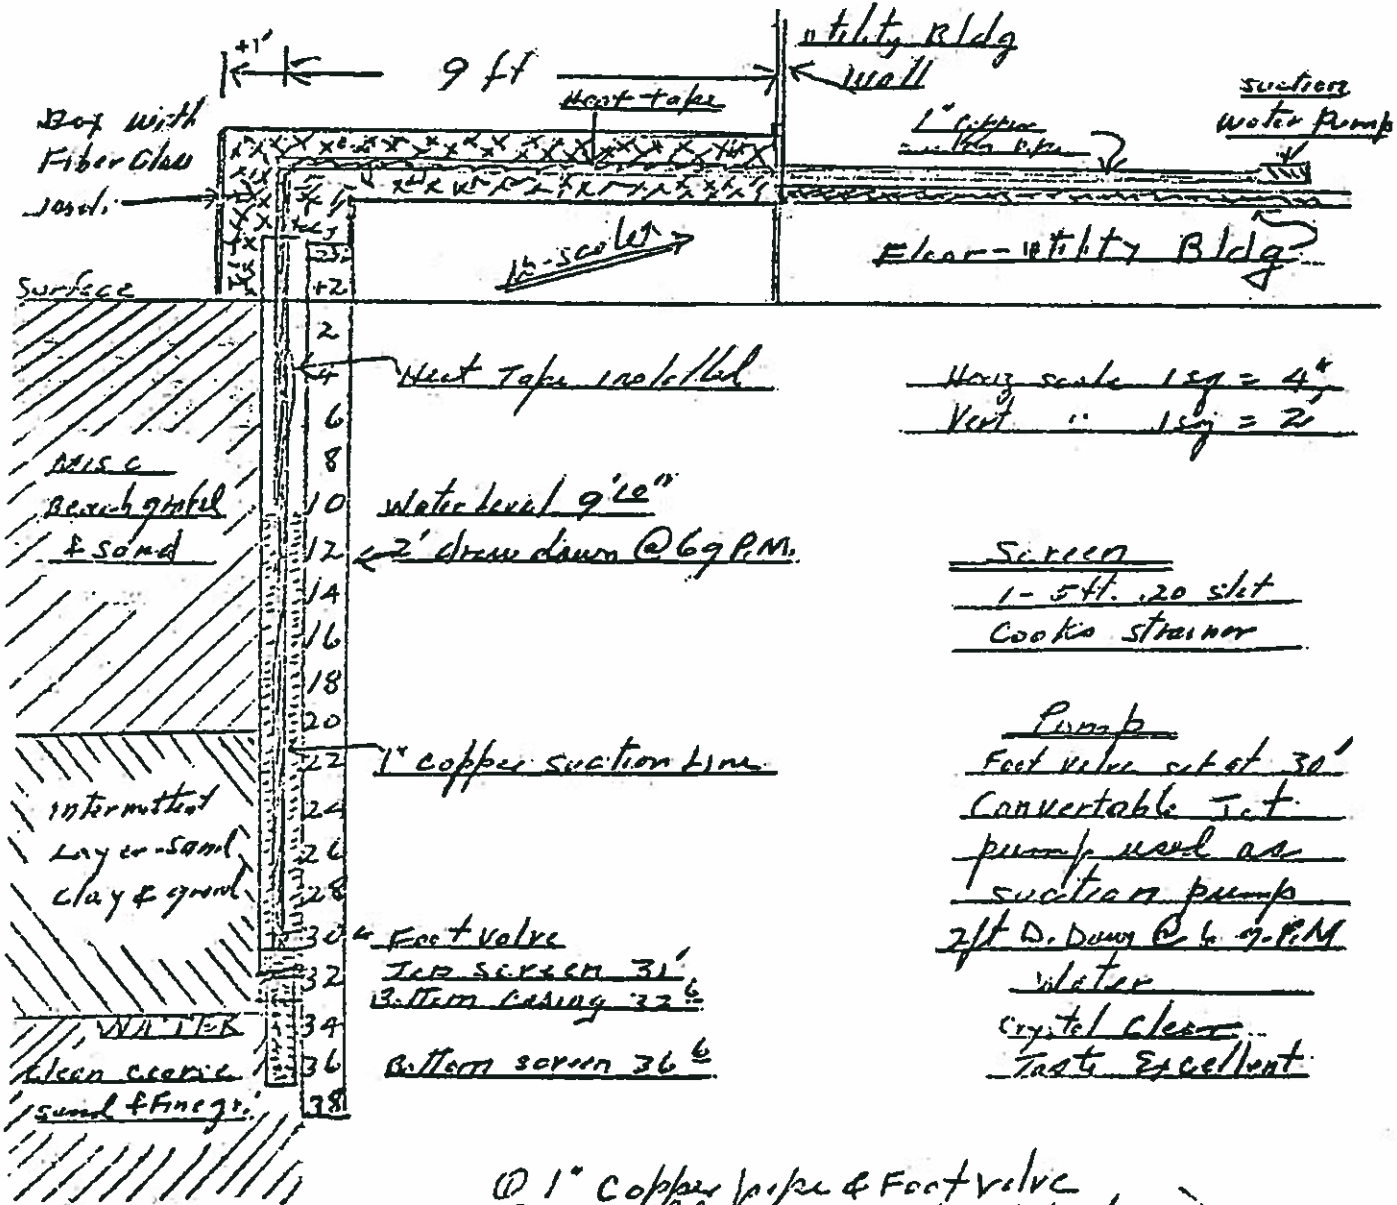 +1'
9 ft
utility Bldg
wall
Heat tape
suction
water Pump
1" copper
suction pipe
Box with
Fiber Glass
Insul.
Floor - utility Bldg
Surface
+2
2
4
6
8
10
12
14
16
18
20
22
24
26
28
30
32
34
36
38
Heat Tape installed
Horiz scale 1 sq = 4"
Vert " 1 sq = 2'
Misc
Beach gravel
& sand
Water Level 9'10"
2' draw down @ 6 g P.M.
Screen
1 - 5 ft. .20 slot
Cooks strainer
1" copper suction Line
Intermittent
Layer-sand
clay & gravel
Pump
Foot valve set at 30'
Convertable Jet
pump used as
suction pump
2 ft D. Down @ 6 g.P.M
Foot valve
Top screen 31'
Bottom casing 32 6
Bottom screen 36 6
Water
Crystal Clear
Taste Excellent
WATER
Clean coarse
sand & Fine gr.
① 1" Copper pipe & Foot valve